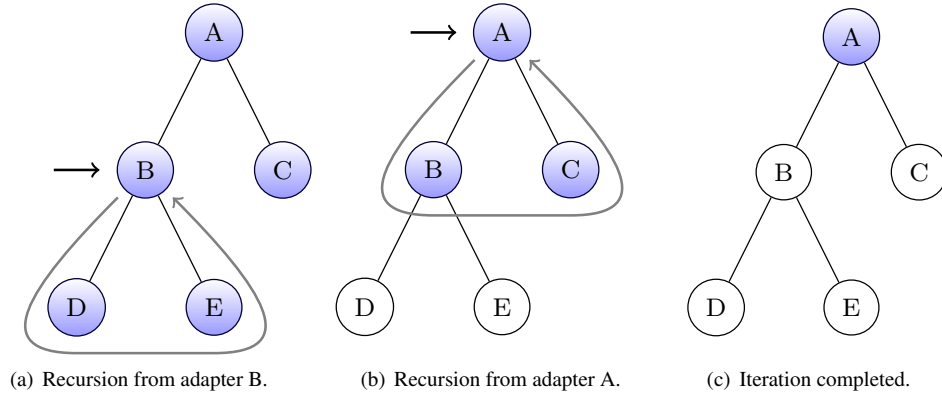 A
B
C
D
E
(a) Recursion from adapter B.
A
B
C
D
E
(b) Recursion from adapter A.
A
B
C
D
E
(c) Iteration completed.